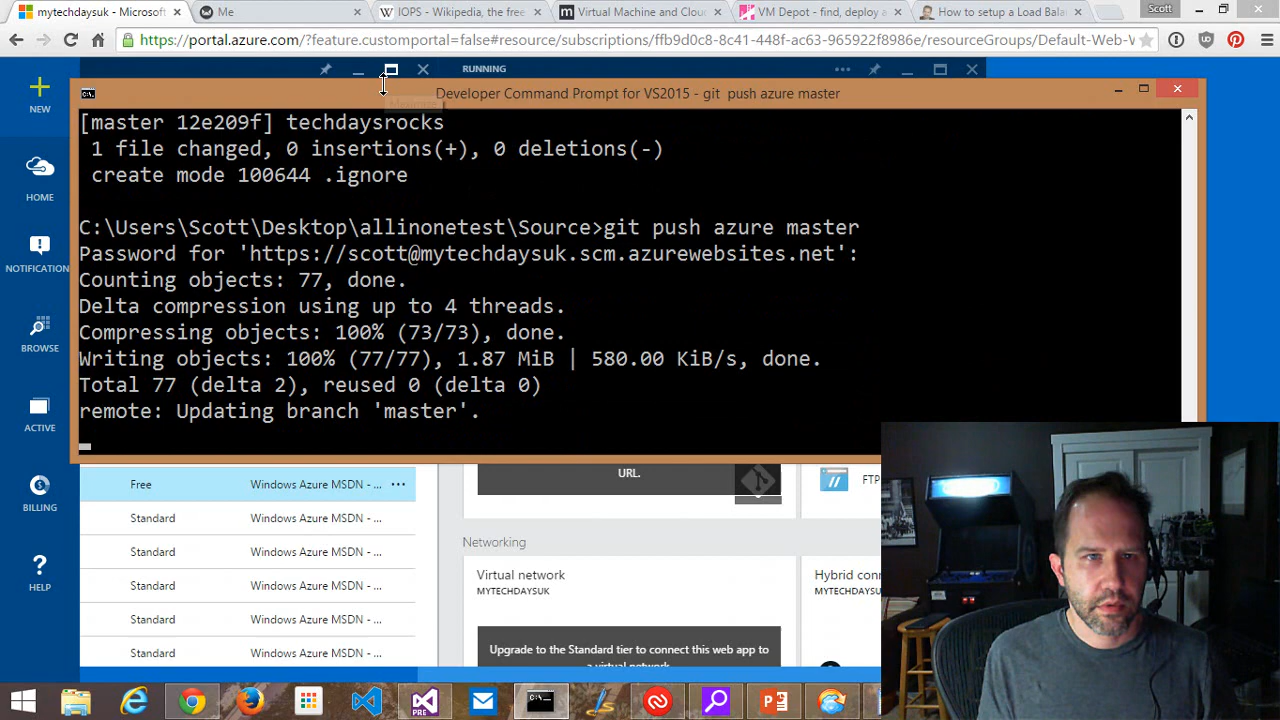 mytechdaysuk - Microsoft
Me
IOPS - Wikipedia, the free
Virtual Machine and Clou
VM Depot - find, deploy a
How to setup a Load Bala
Scott
https://portal.azure.com/?feature.customportal=false#resource/subscriptions/ffb9d0c8-8c41-448f-ac63-965922f8986e/resourceGroups/Default-Web-W
RUNNING
Developer Command Prompt for VS2015 - git push azure master
[master 12e209f] techdaysrocks
1 file changed, 0 insertions(+), 0 deletions(-)
create mode 100644 .ignore
C:\Users\Scott\Desktop\allinonetest\Source>git push azure master
Password for 'https://scott@mytechdaysuk.scm.azurewebsites.net':
Counting objects: 77, done.
Delta compression using up to 4 threads.
Compressing objects: 100% (73/73), done.
Writing objects: 100% (77/77), 1.87 MiB | 580.00 KiB/s, done.
Total 77 (delta 2), reused 0 (delta 0)
remote: Updating branch 'master'.
NEW
HOME
NOTIFICATION
BROWSE
ACTIVE
BILLING
HELP
Free Windows Azure MSDN - ...
Standard Windows Azure MSDN - ...
Standard Windows Azure MSDN - ...
Standard Windows Azure MSDN - ...
Standard Windows Azure MSDN - ...
Standard Windows Azure MSDN - ...
URL.
FTP
Networking
Virtual network
MYTECHDAYSUK
Hybrid conn
MYTECHDAYSU
Upgrade to the Standard tier to connect this web app to
a virtual network.